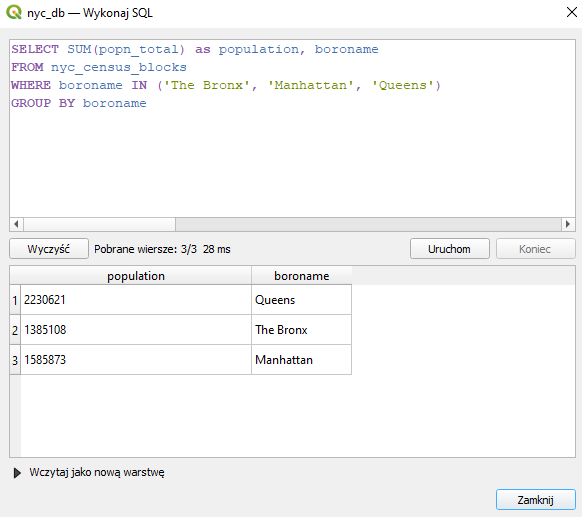 nyc_db — Wykonaj SQL
SELECT SUM(popn_total) as population, boroname
FROM nyc_census_blocks
WHERE boroname IN ('The Bronx', 'Manhattan', 'Queens')
GROUP BY boroname
Wyczyść Pobrane wiersze: 3/3 28 ms Uruchom Koniec
population boroname
1 2230621 Queens
2 1385108 The Bronx
3 1585873 Manhattan
Wczytaj jako nową warstwę
Zamknij